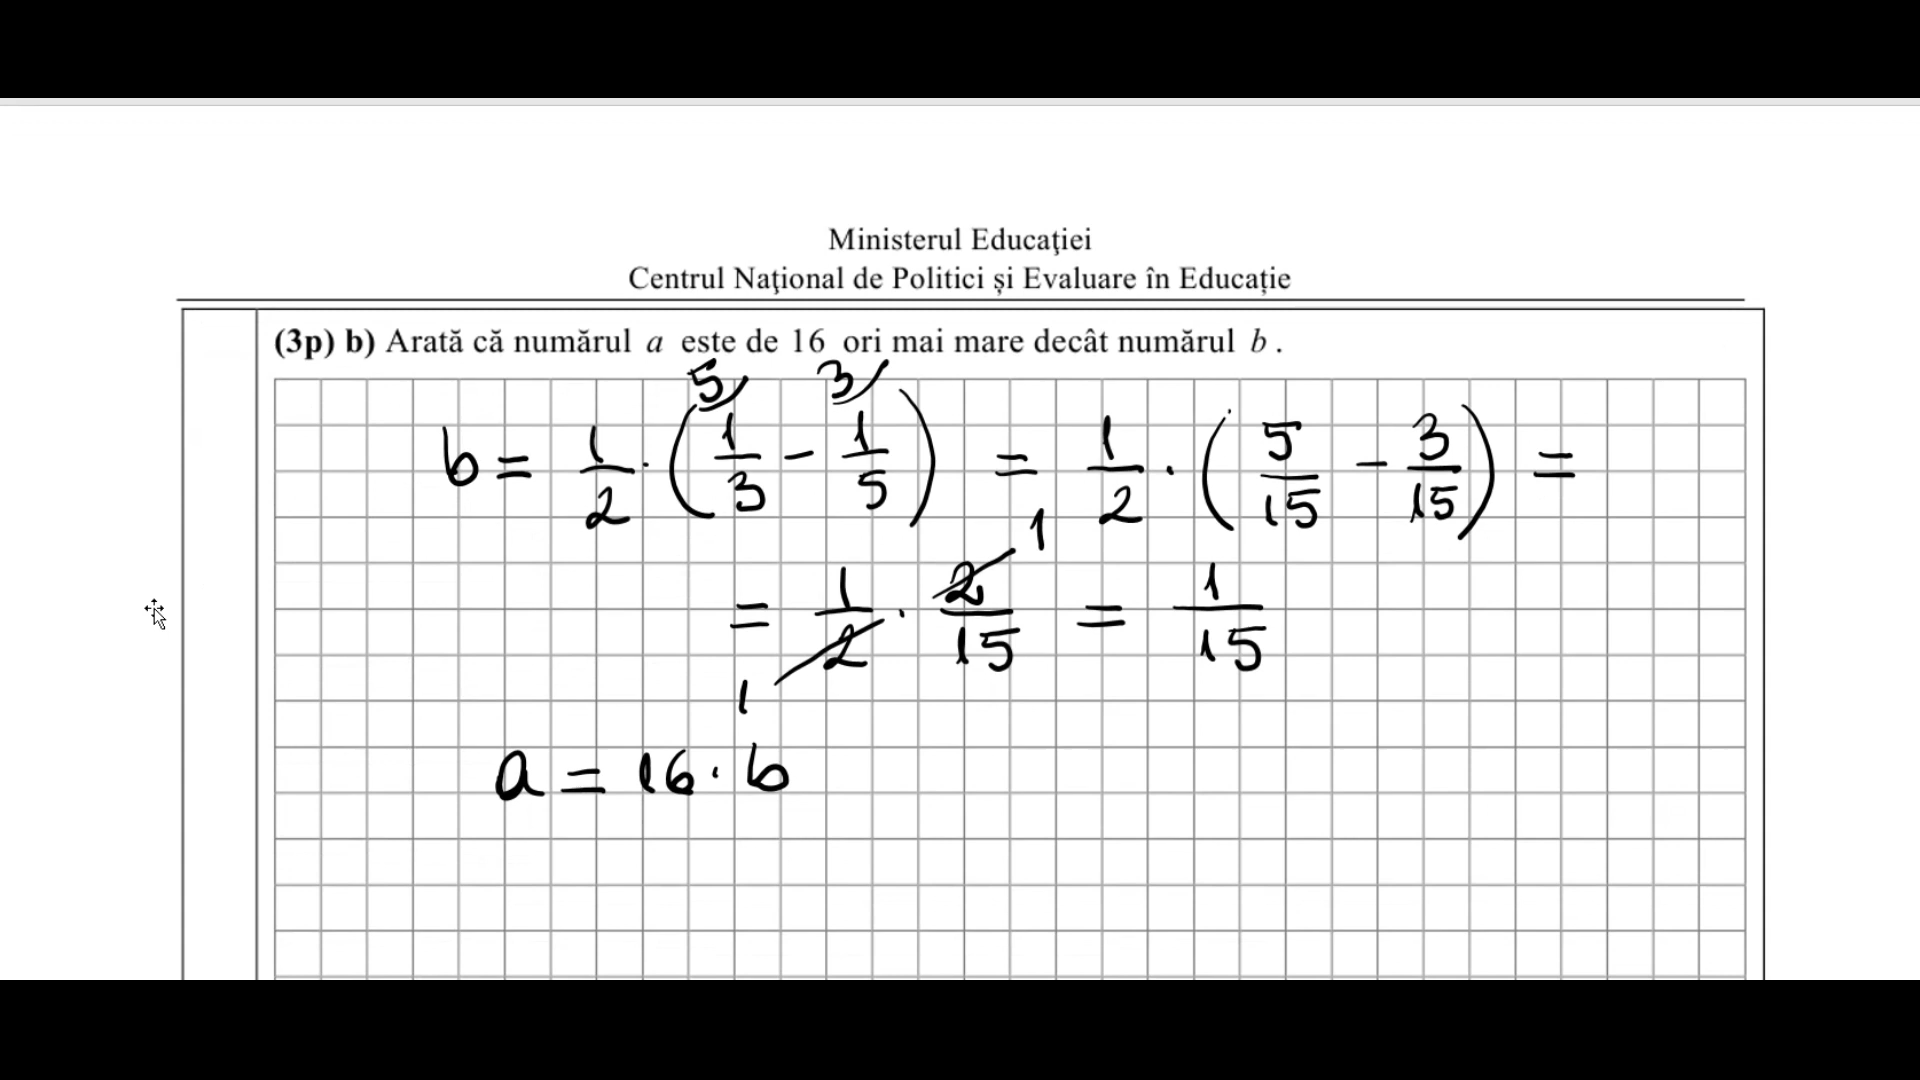 Ministerul Educaţiei
Centrul Naţional de Politici și Evaluare în Educație
(3p) b) Arată că numărul a este de 16 ori mai mare decât numărul b.
b = 1/2 · (5/ 1/3 - 3/ 1/5) = 1/2 · (5/15 - 3/15) =
= 1/2 1 · 2/15 1 = 1/15
a = 16 · b